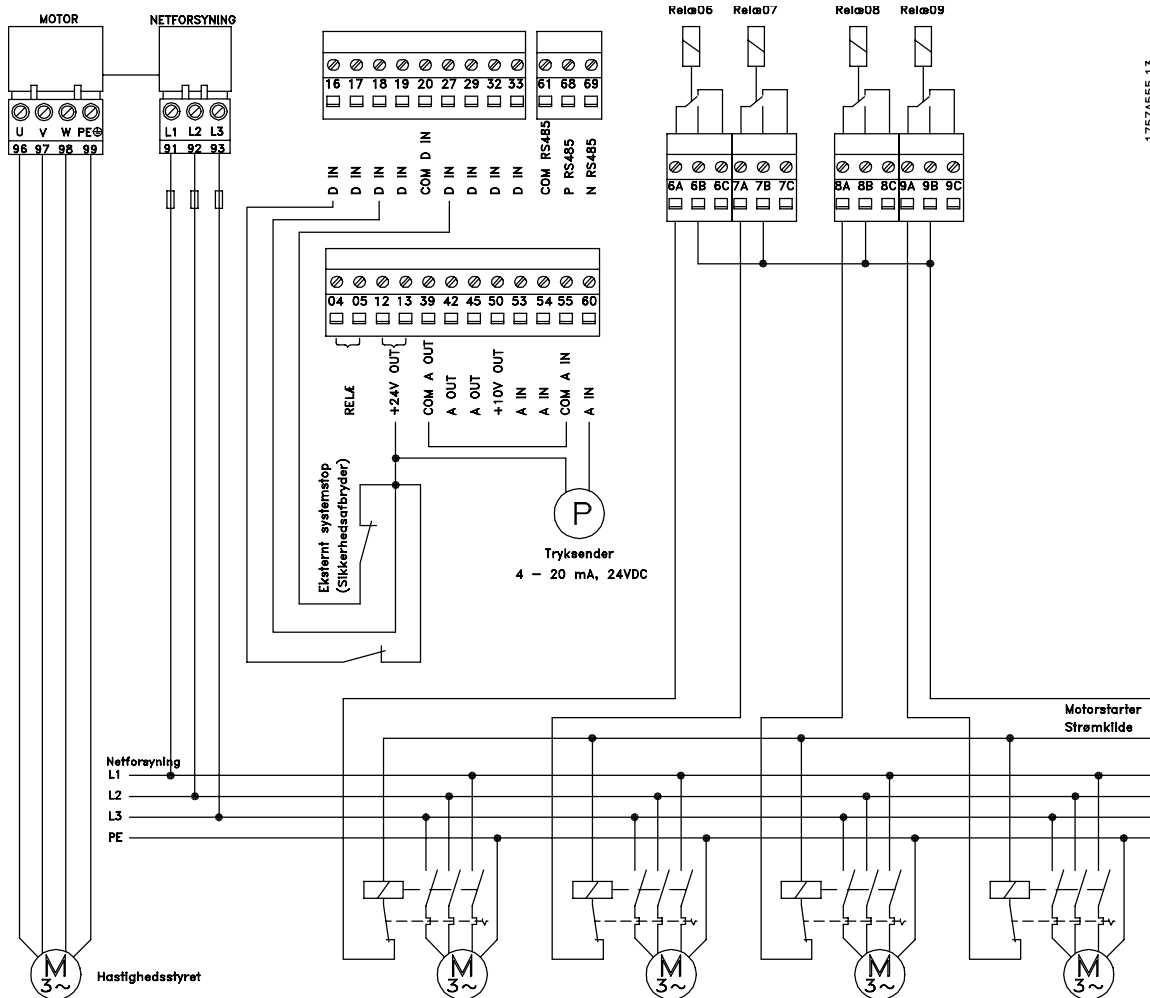 MOTOR
NETFORSYNING
Relæ06 Relæ07 Relæ08 Relæ09
U V W PE
96 97 98 99
L1 L2 L3
91 92 93
16 17 18 19 20 27 29 32 33
61 68 69
D IN
D IN
D IN
D IN
COM D IN
D IN
D IN
D IN
D IN
COM RS485
P RS485
N RS485
6A 6B 6C 7A 7B 7C
8A 8B 8C 9A 9B 9C
04 05 12 13 39 42 45 50 53 54 55 60
RELÆ
+24V OUT
COM A OUT
A OUT
A OUT
+10V OUT
A IN
A IN
COM A IN
A IN
Eksternt systemstop
(Sikkerhedsafbryder)
P
Tryksender
4 – 20 mA, 24VDC
Motorstarter
Strømkilde
Netforsyning
L1
L2
L3
PE
M
3~
Hastighedsstyret
M
3~
M
3~
M
3~
M
3~